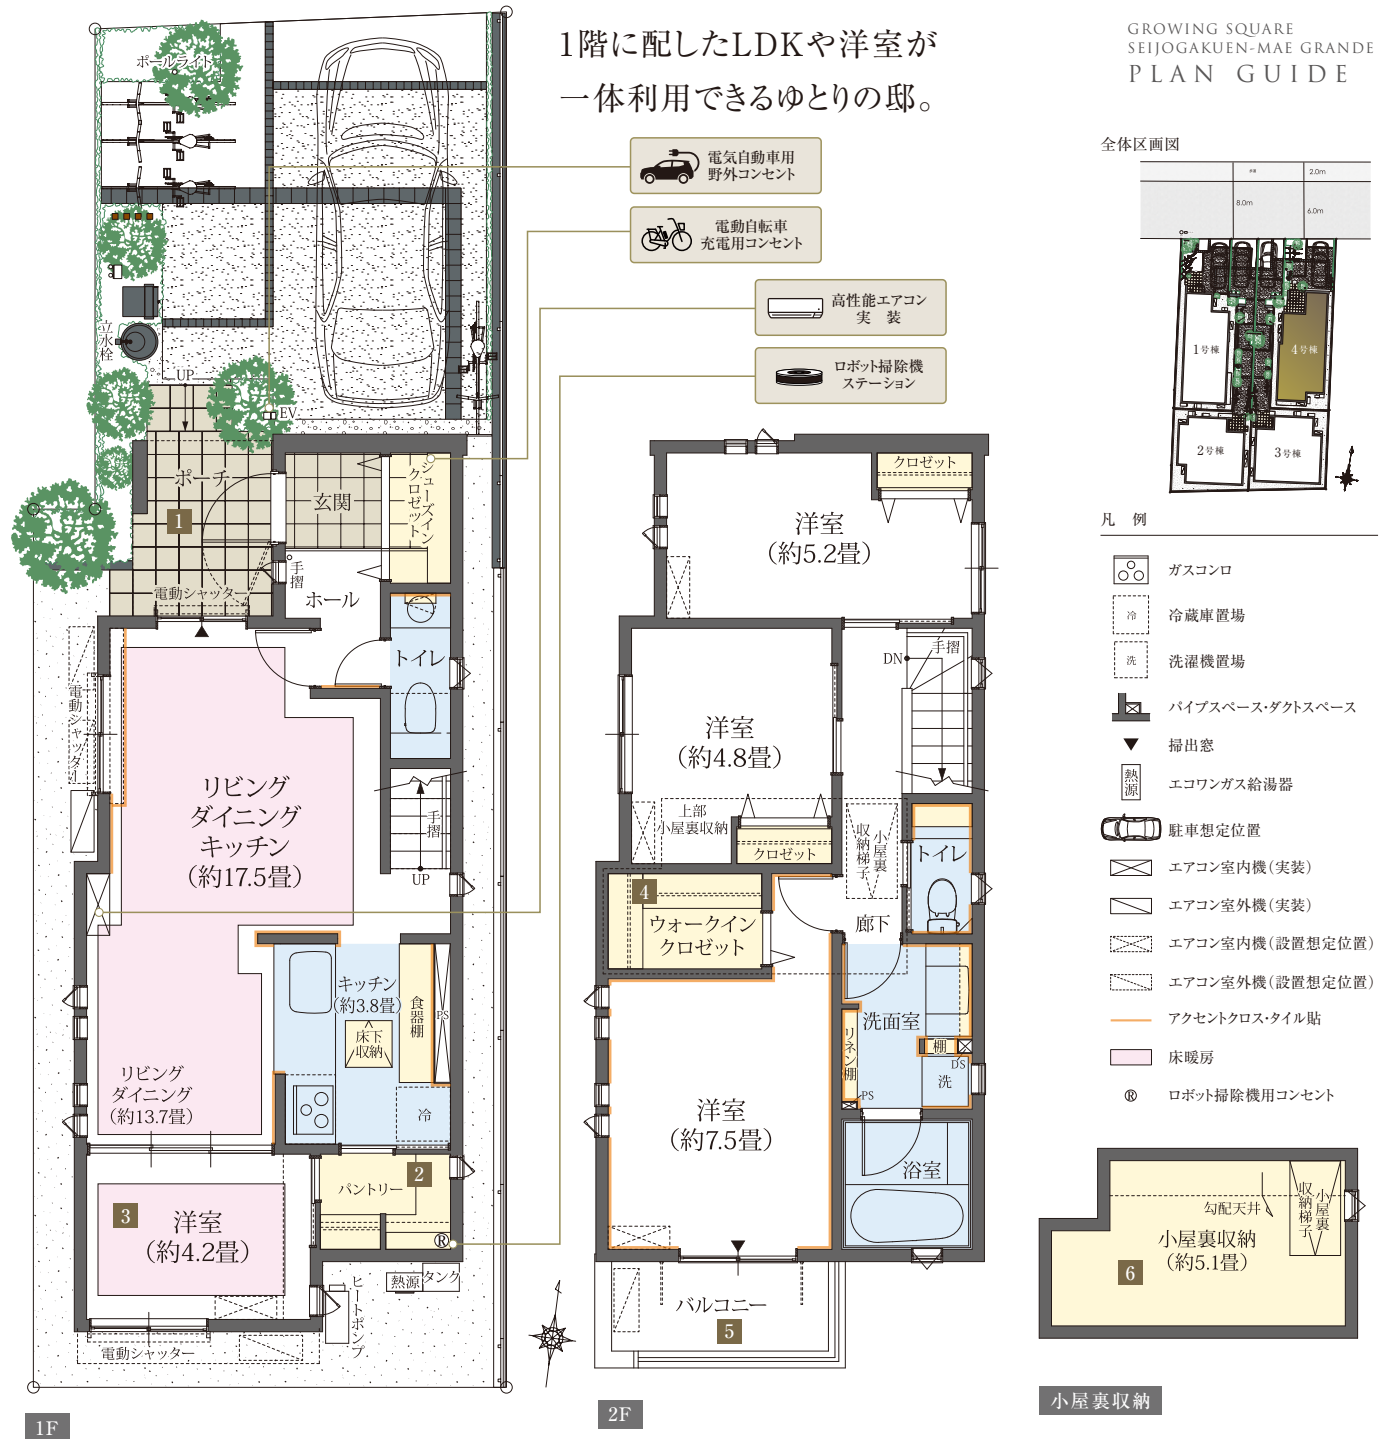 1階に配したLDKや洋室が
一体利用できるゆとりの邸。
GROWING SQUARE
SEIJOGAKUEN-MAE GRANDE
PLAN GUIDE
電気自動車用
野外コンセント
電動自転車
充電用コンセント
高性能エアコン
実 装
ロボット掃除機
ステーション
全体区画図
2.0m
8.0m
6.0m
1号棟
4号棟
2号棟
3号棟
凡 例
ガスコンロ
冷
冷蔵庫置場
洗
洗濯機置場
パイプスペース・ダクトスペース
掃出窓
熱源
エコワンガス給湯器
駐車想定位置
エアコン室内機(実装)
エアコン室外機(実装)
エアコン室内機(設置想定位置)
エアコン室外機(設置想定位置)
アクセントクロス・タイル貼
床暖房
Ⓡ
ロボット掃除機用コンセント
ポールライト
立水栓
UP
EV
ポーチ
1
玄関
シューズイン
クロゼット
手摺
ホール
電動シャッター
トイレ
電動シャッター
リビング
ダイニング
キッチン
(約17.5畳)
手摺
UP
キッチン
(約3.8畳)
食器棚
PS
床下
収納
冷
リビング
ダイニング
(約13.7畳)
2
パントリー
Ⓡ
3
洋室
(約4.2畳)
熱源
タンク
ヒートポンプ
電動シャッター
1F
クロゼット
洋室
(約5.2畳)
DN
手摺
洋室
(約4.8畳)
上部
小屋裏収納
クロゼット
小屋裏
収納梯子
トイレ
4
ウォークイン
クロゼット
廊下
洗面室
リネン棚
棚
DS
洗
PS
洋室
(約7.5畳)
浴室
バルコニー
5
2F
勾配天井
小屋裏
収納梯子
小屋裏収納
(約5.1畳)
6
小屋裏収納